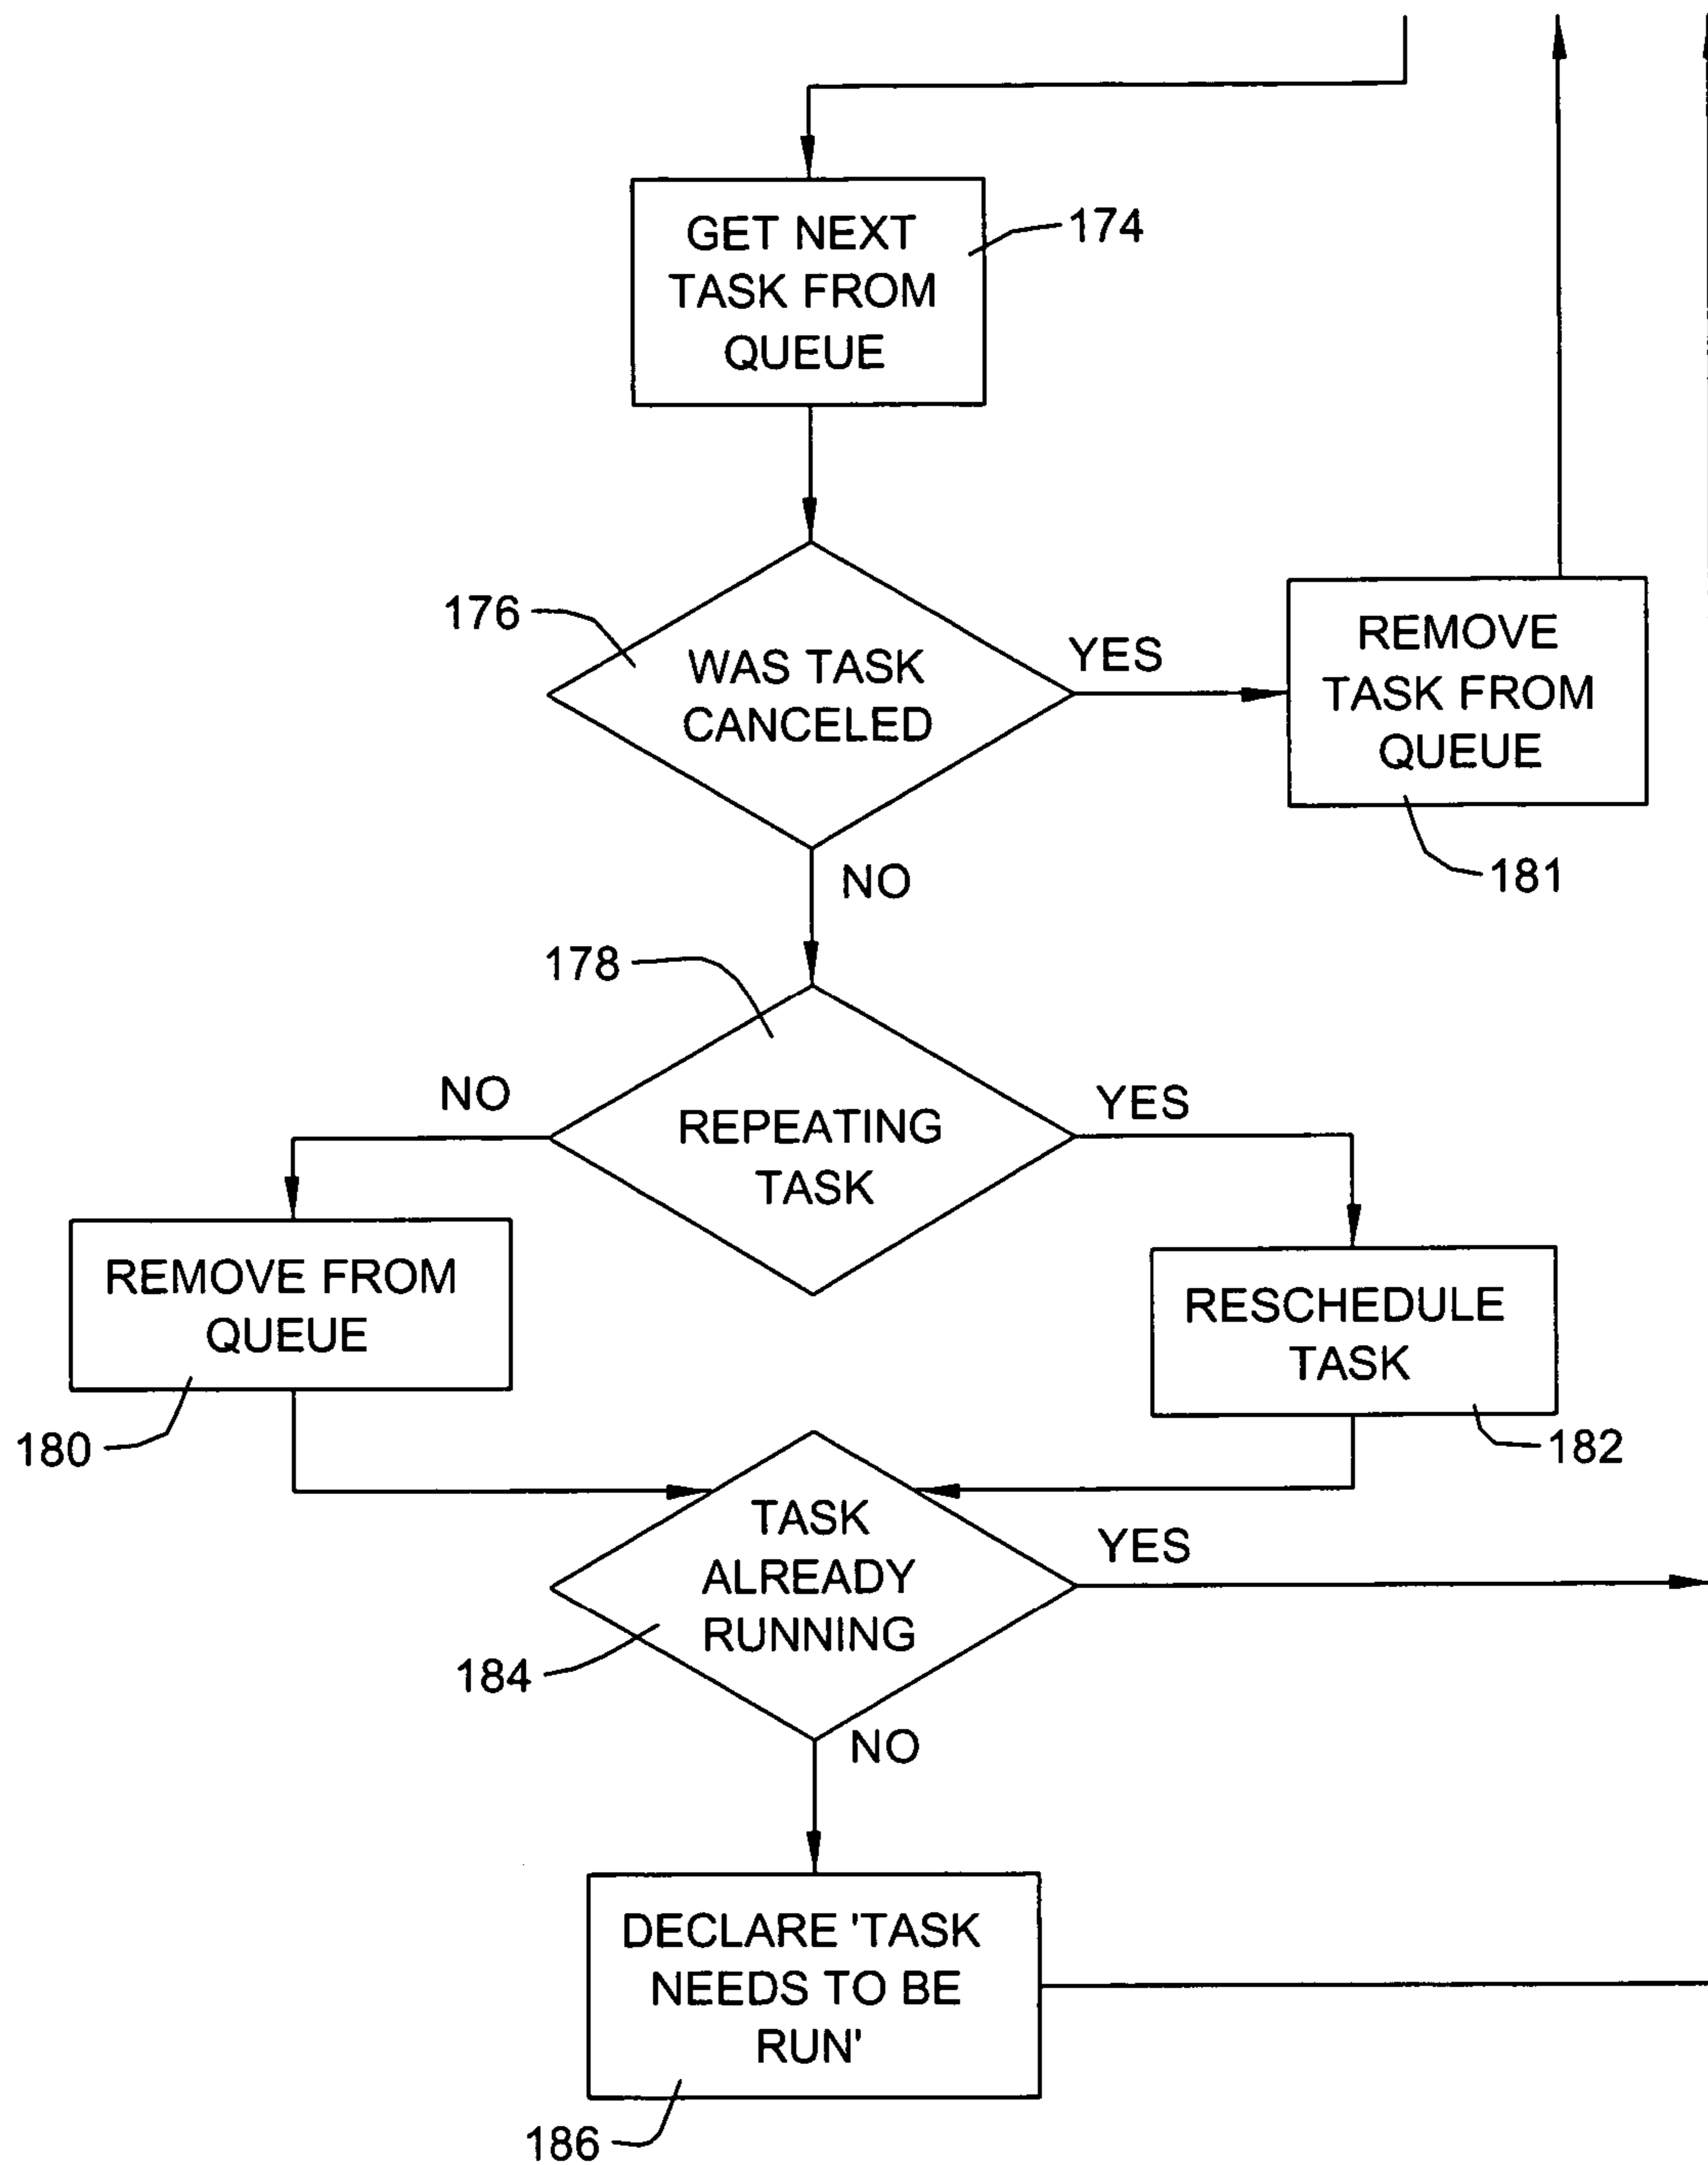 GET NEXT
TASK FROM
QUEUE
174
176
WAS TASK
CANCELED
YES
REMOVE
TASK FROM
QUEUE
181
NO
178
REPEATING
TASK
NO
YES
REMOVE FROM
QUEUE
180
RESCHEDULE
TASK
182
TASK
ALREADY
RUNNING
YES
184
NO
DECLARE 'TASK
NEEDS TO BE
RUN'
186